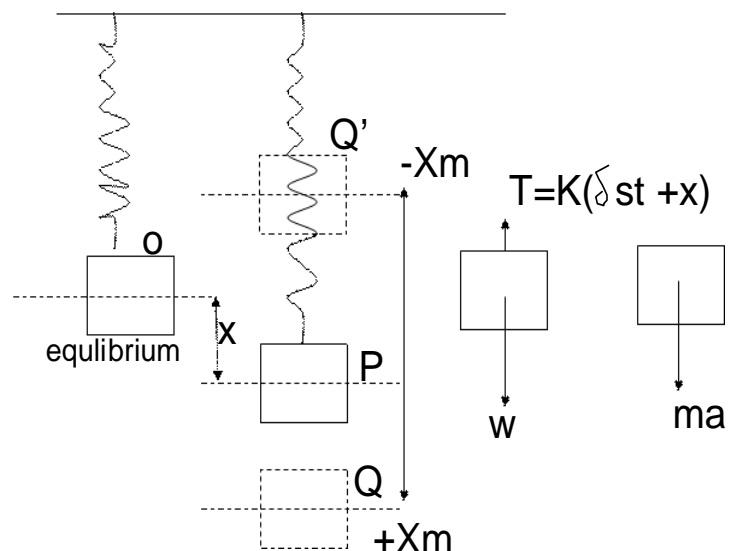 Q’
-Xm
T=K(δst +x)
o
x
equlibrium
P
w
ma
Q
+Xm